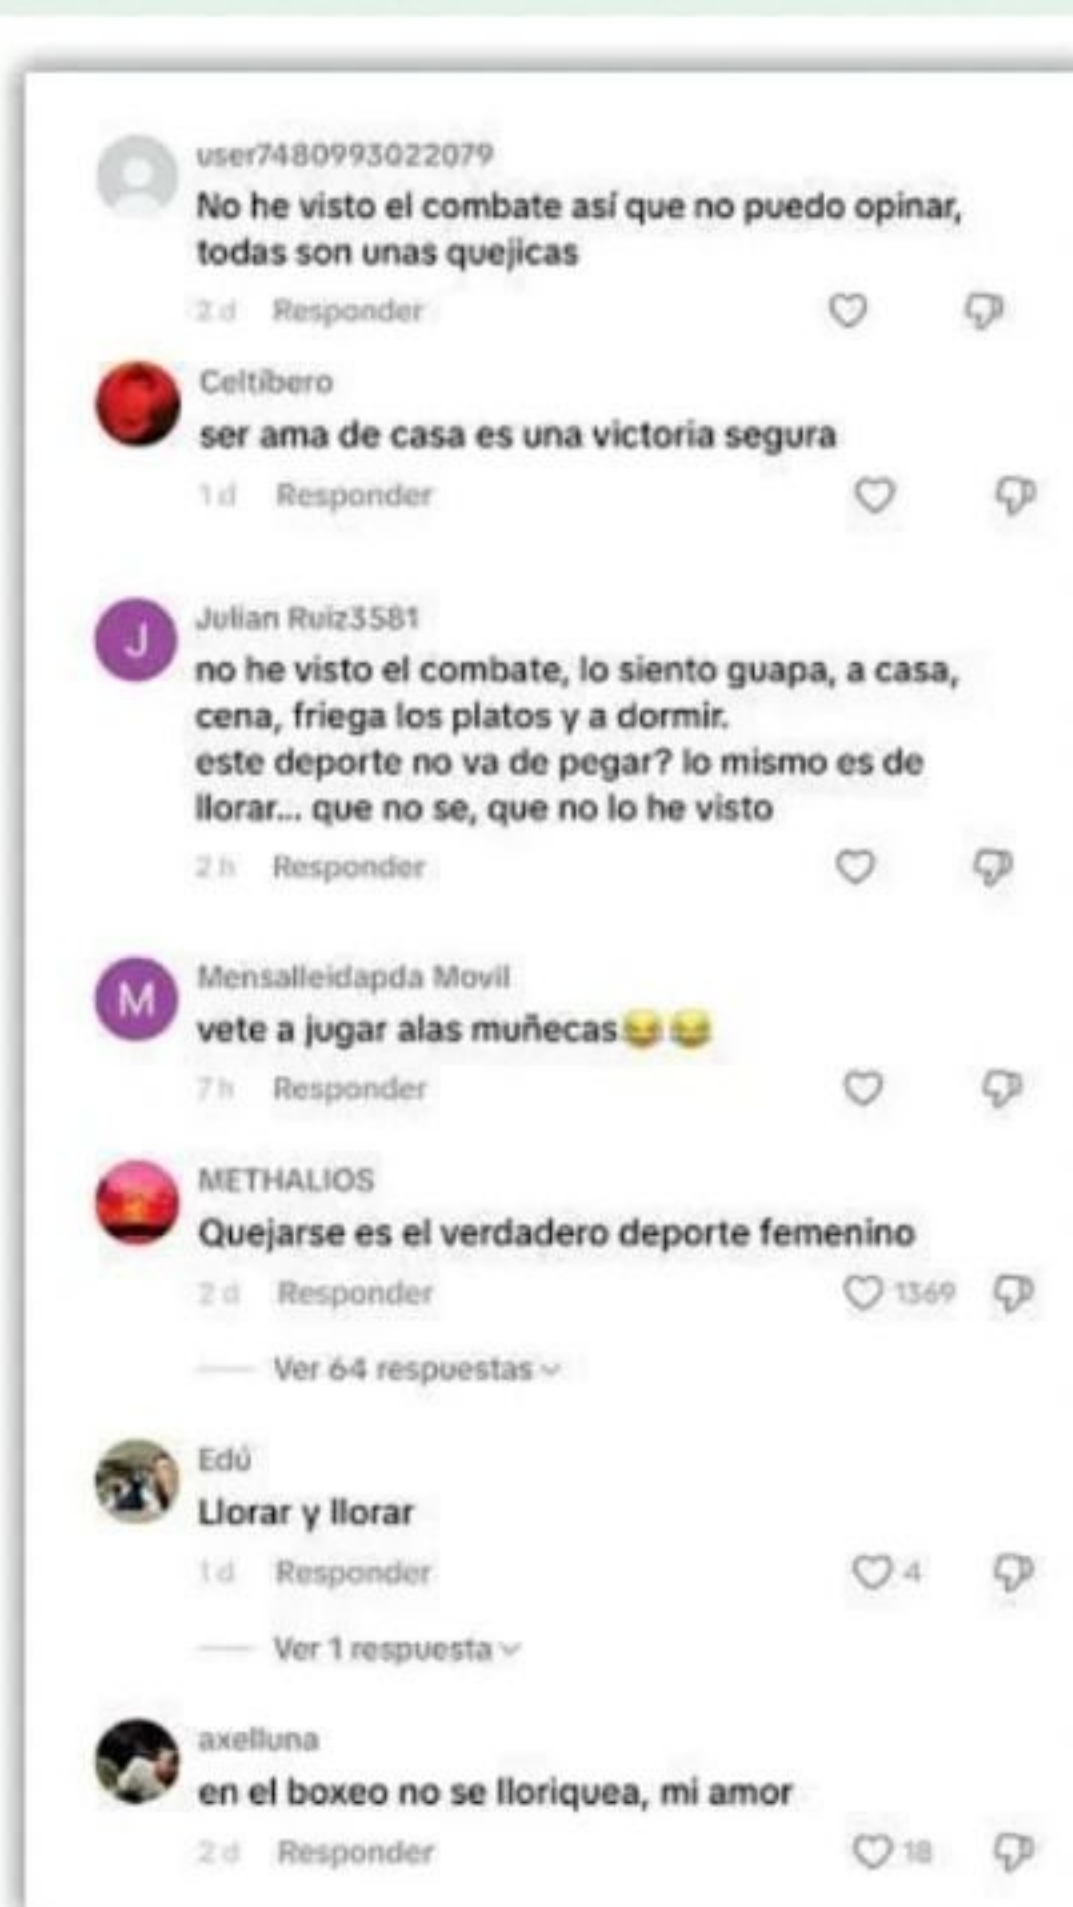 user7480993022079
No he visto el combate así que no puedo opinar,
todas son unas quejicas
2 d Responder
Celtíbero
ser ama de casa es una victoria segura
1 d Responder
J
Julian Ruiz3581
no he visto el combate, lo siento guapa, a casa,
cena, friega los platos y a dormir.
este deporte no va de pegar? lo mismo es de
llorar... que no se, que no lo he visto
2 h Responder
M
Mensalleidapda Movil
vete a jugar alas muñecas😂😂
7 h Responder
METHALIOS
Quejarse es el verdadero deporte femenino
2 d Responder 1369
Ver 64 respuestas
Edú
Llorar y llorar
1 d Responder 4
Ver 1 respuesta
axelluna
en el boxeo no se lloriquea, mi amor
2 d Responder 18